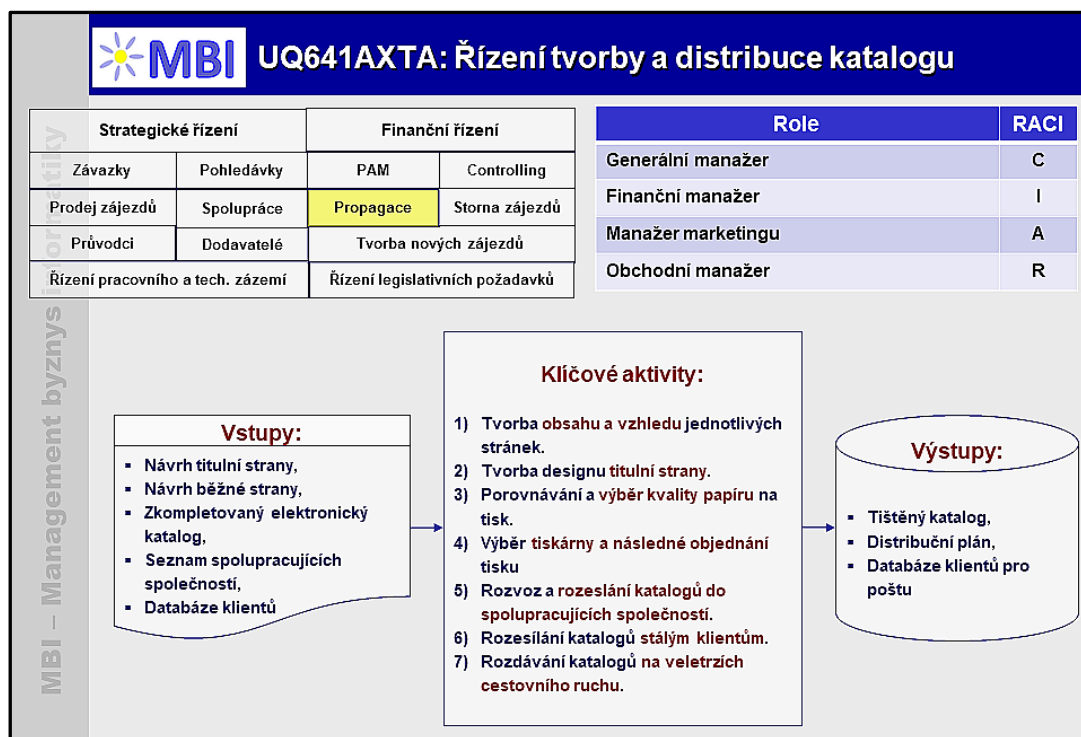 MBI
UQ641AXTA: Řízení tvorby a distribuce katalogu
MBI – Management byznys informatiky
Strategické řízení
Finanční řízení
Závazky
Pohledávky
PAM
Controlling
Prodej zájezdů
Spolupráce
Propagace
Storna zájezdů
Průvodci
Dodavatelé
Tvorba nových zájezdů
Řízení pracovního a tech. zázemí
Řízení legislativních požadavků
Role RACI
Generální manažer C
Finanční manažer I
Manažer marketingu A
Obchodní manažer R
Vstupy:
▪ Návrh titulní strany,
▪ Návrh běžné strany,
▪ Zkompletovaný elektronický
katalog,
▪ Seznam spolupracujících
společností,
▪ Databáze klientů
Klíčové aktivity:
1) Tvorba obsahu a vzhledu jednotlivých
stránek.
2) Tvorba designu titulní strany.
3) Porovnávání a výběr kvality papíru na
tisk.
4) Výběr tiskárny a následné objednání
tisku
5) Rozvoz a rozeslání katalogů do
spolupracujících společností.
6) Rozesílání katalogů stálým klientům.
7) Rozdávání katalogů na veletrzích
cestovního ruchu.
Výstupy:
▪ Tištěný katalog,
▪ Distribuční plán,
▪ Databáze klientů pro
poštu